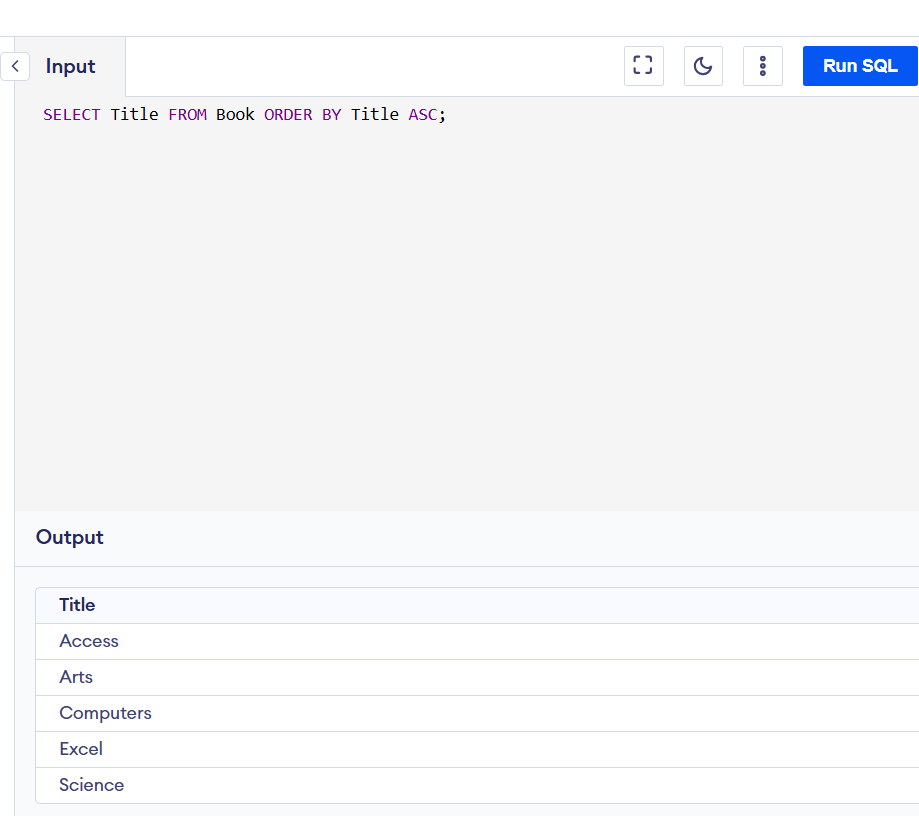 Input
Run SQL
SELECT Title FROM Book ORDER BY Title ASC;
Output
Title
Access
Arts
Computers
Excel
Science